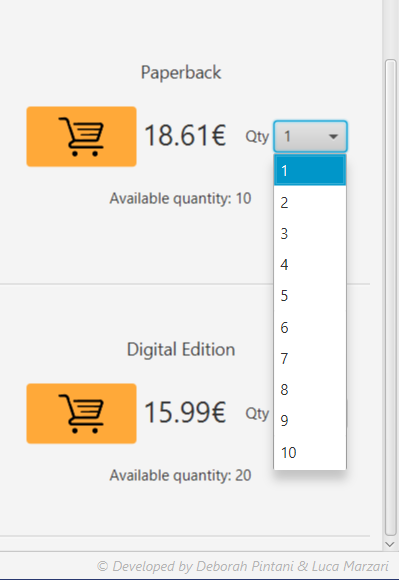 Paperback
18.61€ Qty 1
1
2
3
4
5
6
7
8
9
10
Available quantity: 10
Digital Edition
15.99€ Qty
Available quantity: 20
© Developed by Deborah Pintani & Luca Marzari